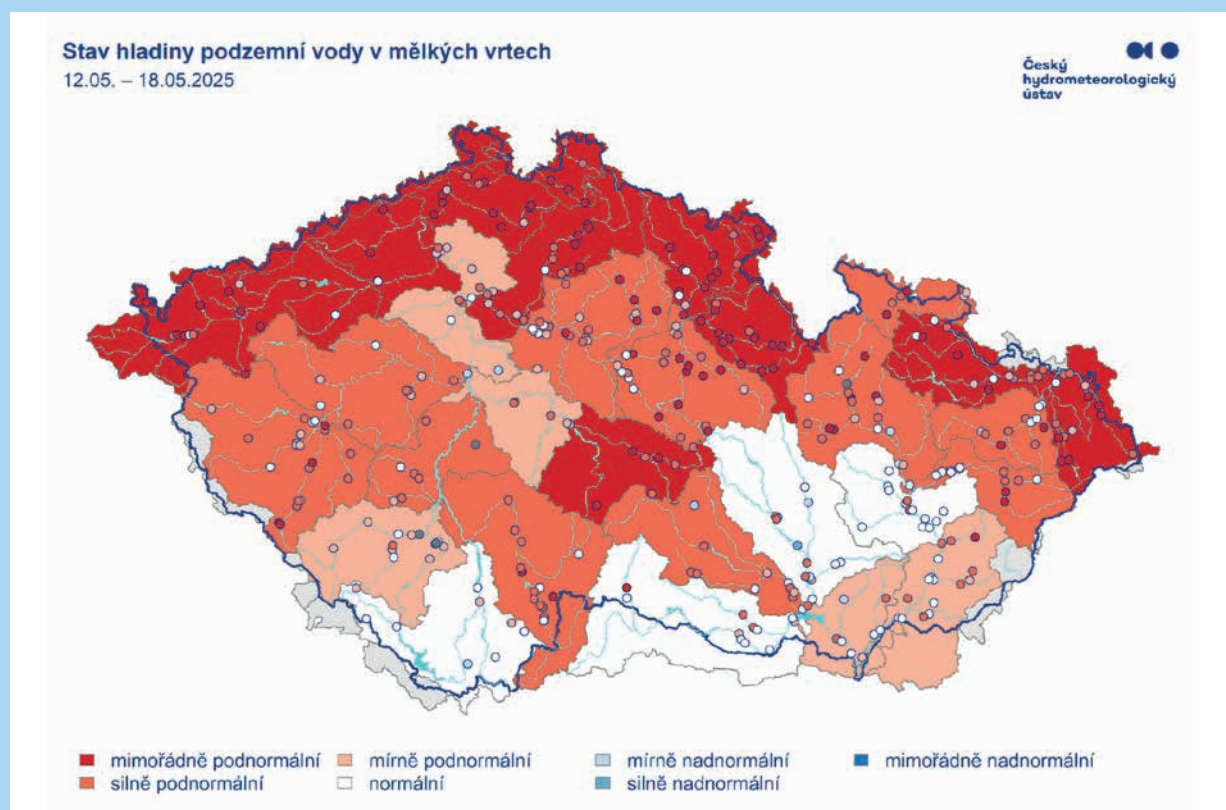 Stav hladiny podzemní vody v mělkých vrtech
12.05. – 18.05.2025
Český
hydrometeorologický
ústav
mimořádně podnormální
mírně podnormální
mírně nadnormální
mimořádně nadnormální
silně podnormální
normální
silně nadnormální